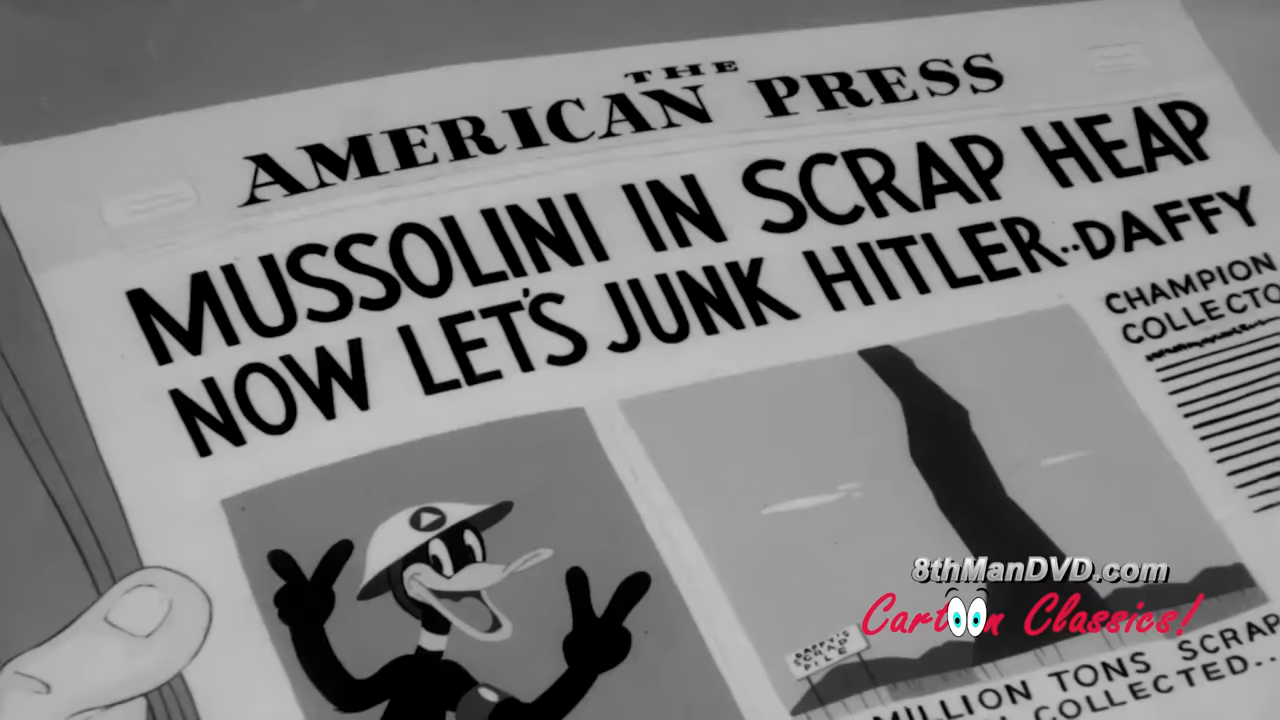 THE
AMERICAN PRESS
MUSSOLINI IN SCRAP HEAP
NOW LET'S JUNK HITLER..DAFFY
CHAMPION
COLLECTO
DAFFY'S
SCRAP
PILE
MILLION TONS SCRAP
COLLECTED..
8thManDVD.com
Cartoon Classics!